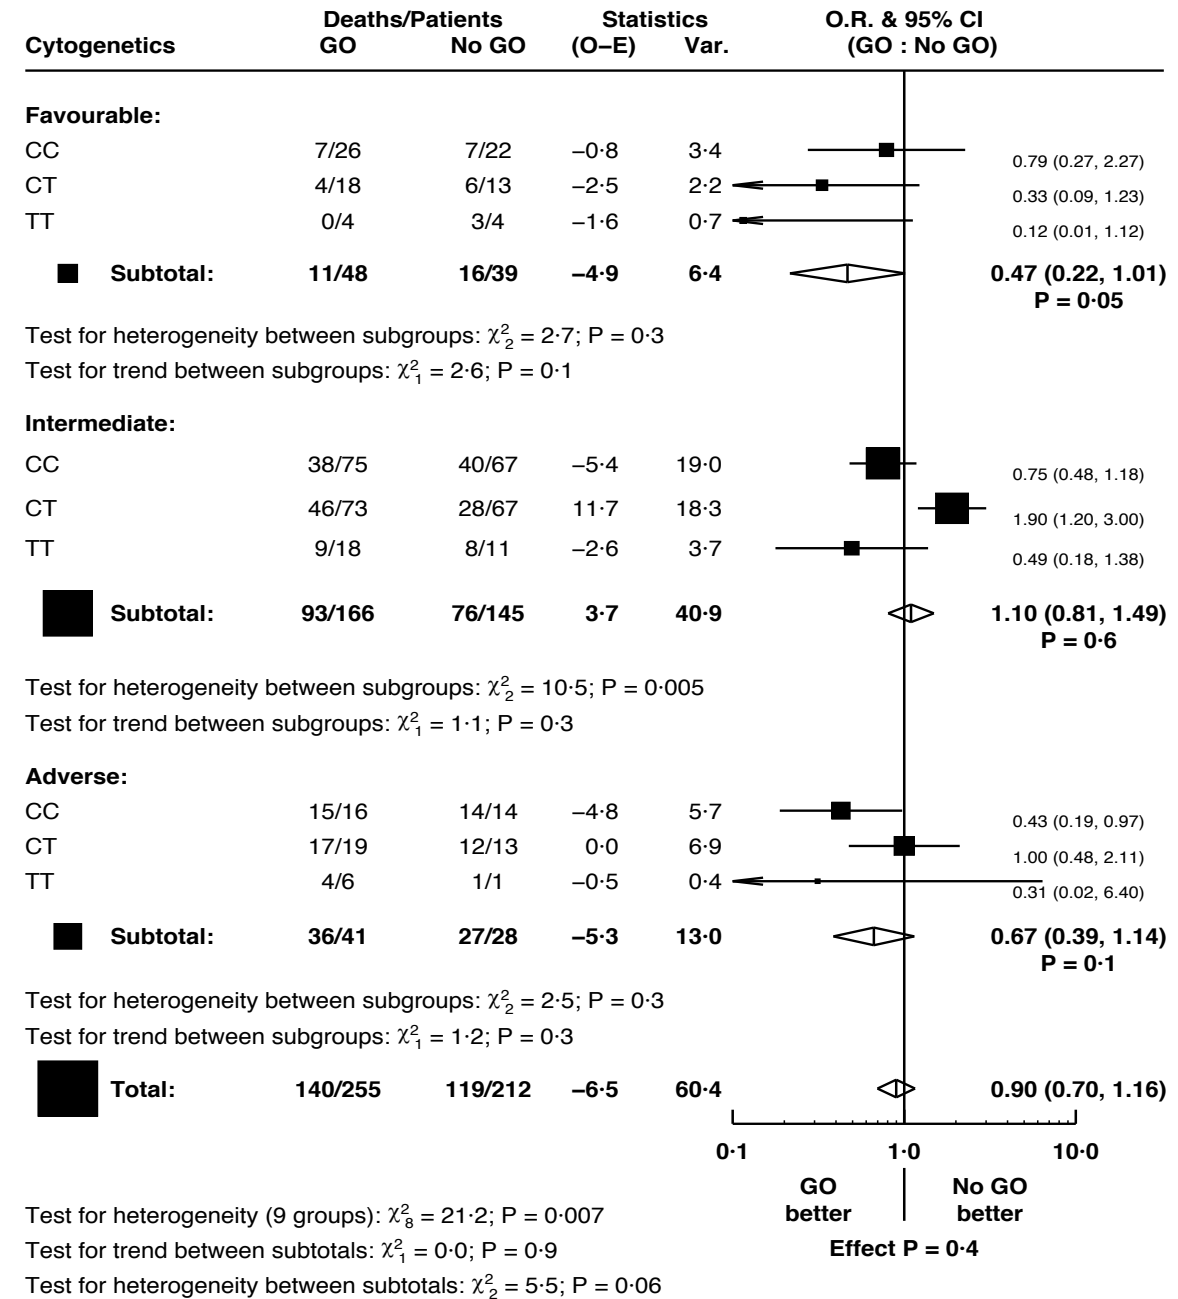 Deaths/Patients Statistics O.R. & 95% CI
Cytogenetics GO No GO (O–E) Var. (GO : No GO)
Favourable:
CC 7/26 7/22 –0·8 3·4 0.79 (0.27, 2.27)
CT 4/18 6/13 –2·5 2·2 0.33 (0.09, 1.23)
TT 0/4 3/4 –1·6 0·7 0.12 (0.01, 1.12)
Subtotal: 11/48 16/39 –4·9 6·4 0.47 (0.22, 1.01)
P = 0·05
Test for heterogeneity between subgroups: χ²₂ = 2·7; P = 0·3
Test for trend between subgroups: χ²₁ = 2·6; P = 0·1
Intermediate:
CC 38/75 40/67 –5·4 19·0 0.75 (0.48, 1.18)
CT 46/73 28/67 11·7 18·3 1.90 (1.20, 3.00)
TT 9/18 8/11 –2·6 3·7 0.49 (0.18, 1.38)
Subtotal: 93/166 76/145 3·7 40·9 1.10 (0.81, 1.49)
P = 0·6
Test for heterogeneity between subgroups: χ²₂ = 10·5; P = 0·005
Test for trend between subgroups: χ²₁ = 1·1; P = 0·3
Adverse:
CC 15/16 14/14 –4·8 5·7 0.43 (0.19, 0.97)
CT 17/19 12/13 0·0 6·9 1.00 (0.48, 2.11)
TT 4/6 1/1 –0·5 0·4 0.31 (0.02, 6.40)
Subtotal: 36/41 27/28 –5·3 13·0 0.67 (0.39, 1.14)
P = 0·1
Test for heterogeneity between subgroups: χ²₂ = 2·5; P = 0·3
Test for trend between subgroups: χ²₁ = 1·2; P = 0·3
Total: 140/255 119/212 –6·5 60·4 0.90 (0.70, 1.16)
0·1 1·0 10·0
GO No GO
better better
Test for heterogeneity (9 groups): χ²₈ = 21·2; P = 0·007
Test for trend between subtotals: χ²₁ = 0·0; P = 0·9 Effect P = 0·4
Test for heterogeneity between subtotals: χ²₂ = 5·5; P = 0·06